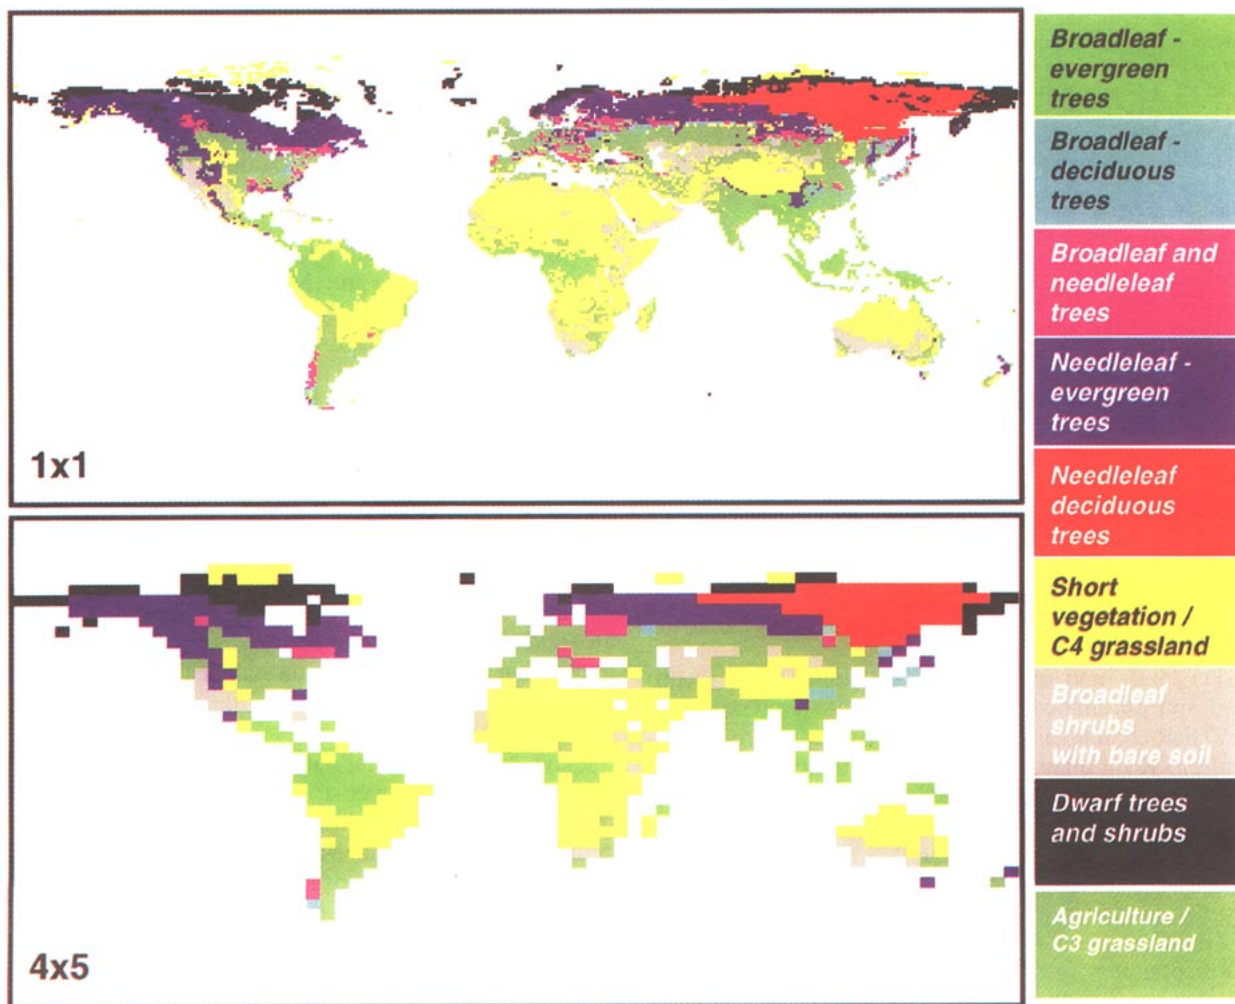 1x1
4x5
Broadleaf -
evergreen
trees
Broadleaf -
deciduous
trees
Broadleaf and
needleleaf
trees
Needleleaf -
evergreen
trees
Needleleaf
deciduous
trees
Short
vegetation /
C4 grassland
Broadleaf
shrubs
with bare soil
Dwarf trees
and shrubs
Agriculture /
C3 grassland